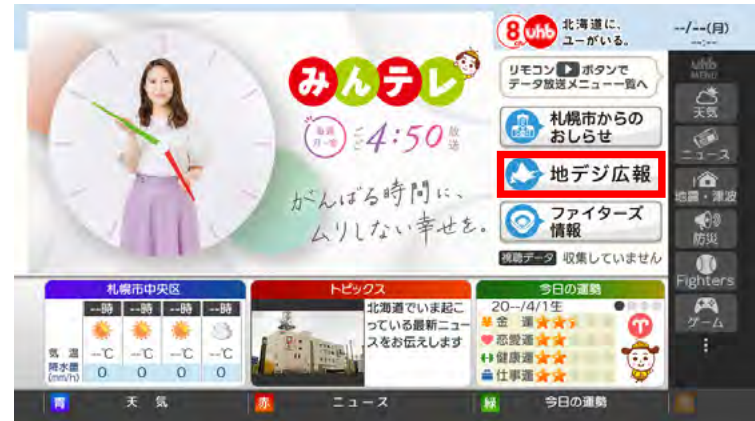 8 uhb 北海道に、
ユーがいる。
--/--(月)
--:--
みんテレ
毎週
月~金 ごご4:50 放送
がんばる時間に、
ムリしない幸せを。
リモコン▶ボタンで
データ放送メニュー一覧へ
札幌市からの
おしらせ
地デジ広報
ファイターズ
情報
視聴データ 収集していません
uhb
MENU
天気
ニュース
地震・津波
防災
Fighters
ゲーム
札幌市中央区
--時 --時 --時 --時
気温 --℃ --℃ --℃ --℃
降水量
(mm/h) 0 0 0 0
トピックス
北海道でいま起こ
っている最新ニュー
スをお伝えします
今日の運勢
20--/4/1生
金 運
恋愛運
健康運
仕事運
青 天 気
赤 ニュース
緑 今日の運勢